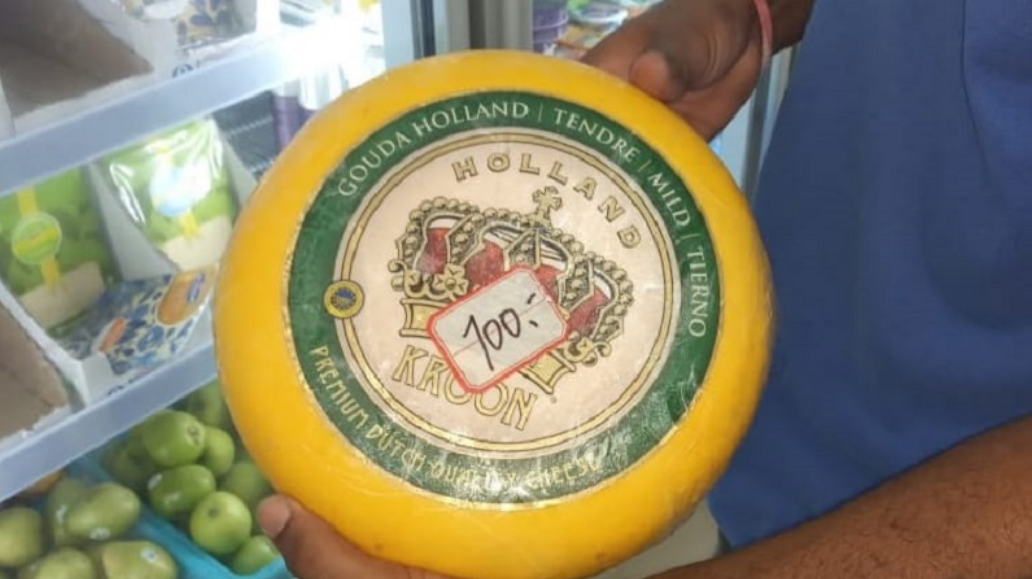 GOUDA HOLLAND | TENDRE | MILD | TIERNO
HOLLAND
100.-
KROON
PREMIUM DUTCH QUALITY CHEESE